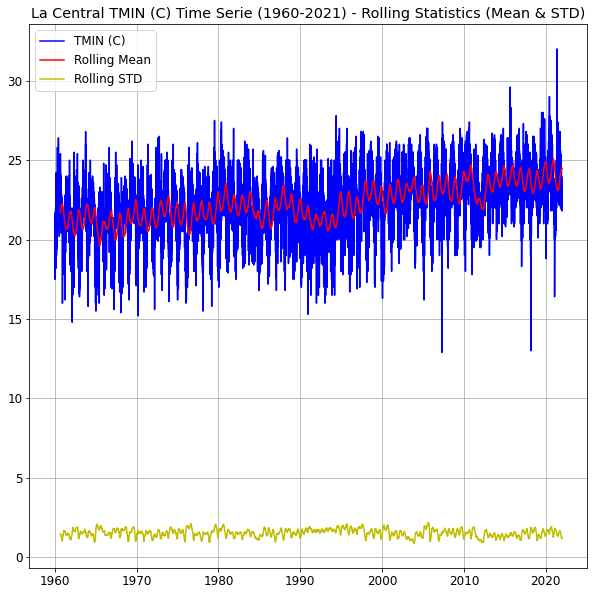 La Central TMIN (C) Time Serie (1960-2021) - Rolling Statistics (Mean & STD)
TMIN (C)
Rolling Mean
Rolling STD
30
25
20
15
10
5
0
1960 1970 1980 1990 2000 2010 2020